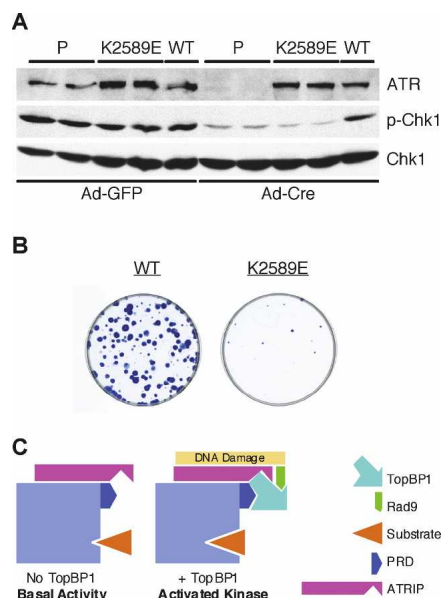 A
P K2589E WT P K2589E WT
ATR
p-Chk1
Chk1
Ad-GFP Ad-Cre
B
WT K2589E
C
DNA Damage
No TopBP1
Basal Activity
+ TopBP1
Activated Kinase
TopBP1
Rad9
Substrate
PRD
ATRIP